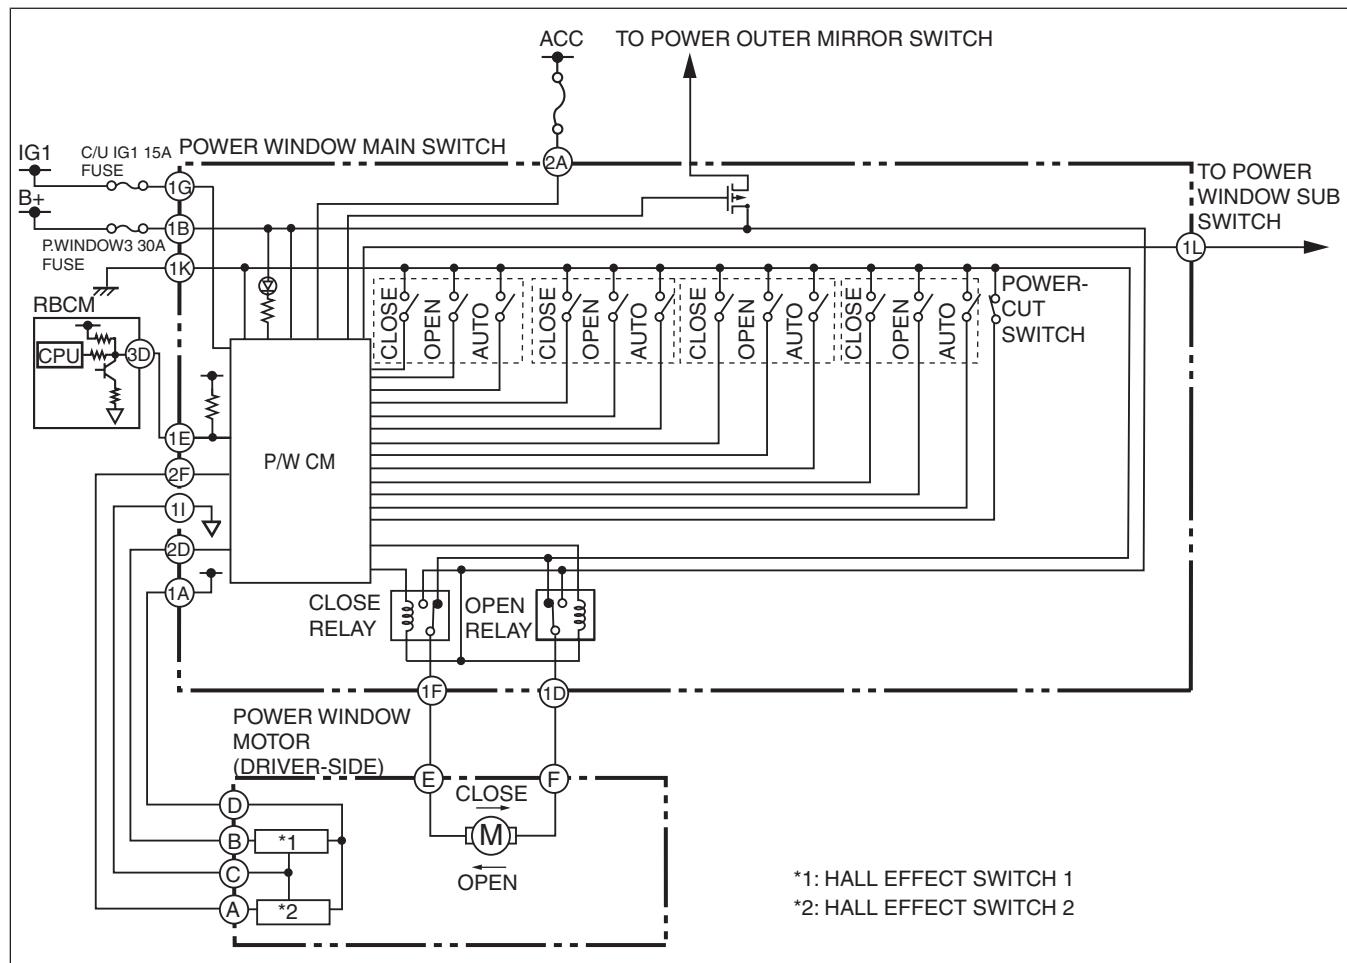 ACC
TO POWER OUTER MIRROR SWITCH
POWER WINDOW MAIN SWITCH
IG1
C/U IG1 15A
FUSE
2A
1G
B+
1B
P.WINDOW3 30A
FUSE
1K
TO POWER
WINDOW SUB
SWITCH
1L
RBCM
CPU
3D
CLOSE
OPEN
AUTO
CLOSE
OPEN
AUTO
CLOSE
OPEN
AUTO
CLOSE
OPEN
AUTO
POWER-
CUT
SWITCH
1E
2F
1I
2D
1A
P/W CM
CLOSE
RELAY
OPEN
RELAY
1F
1D
POWER WINDOW
MOTOR
(DRIVER-SIDE)
E
F
CLOSE
M
OPEN
D
B
*1
C
A
*2
*1: HALL EFFECT SWITCH 1
*2: HALL EFFECT SWITCH 2